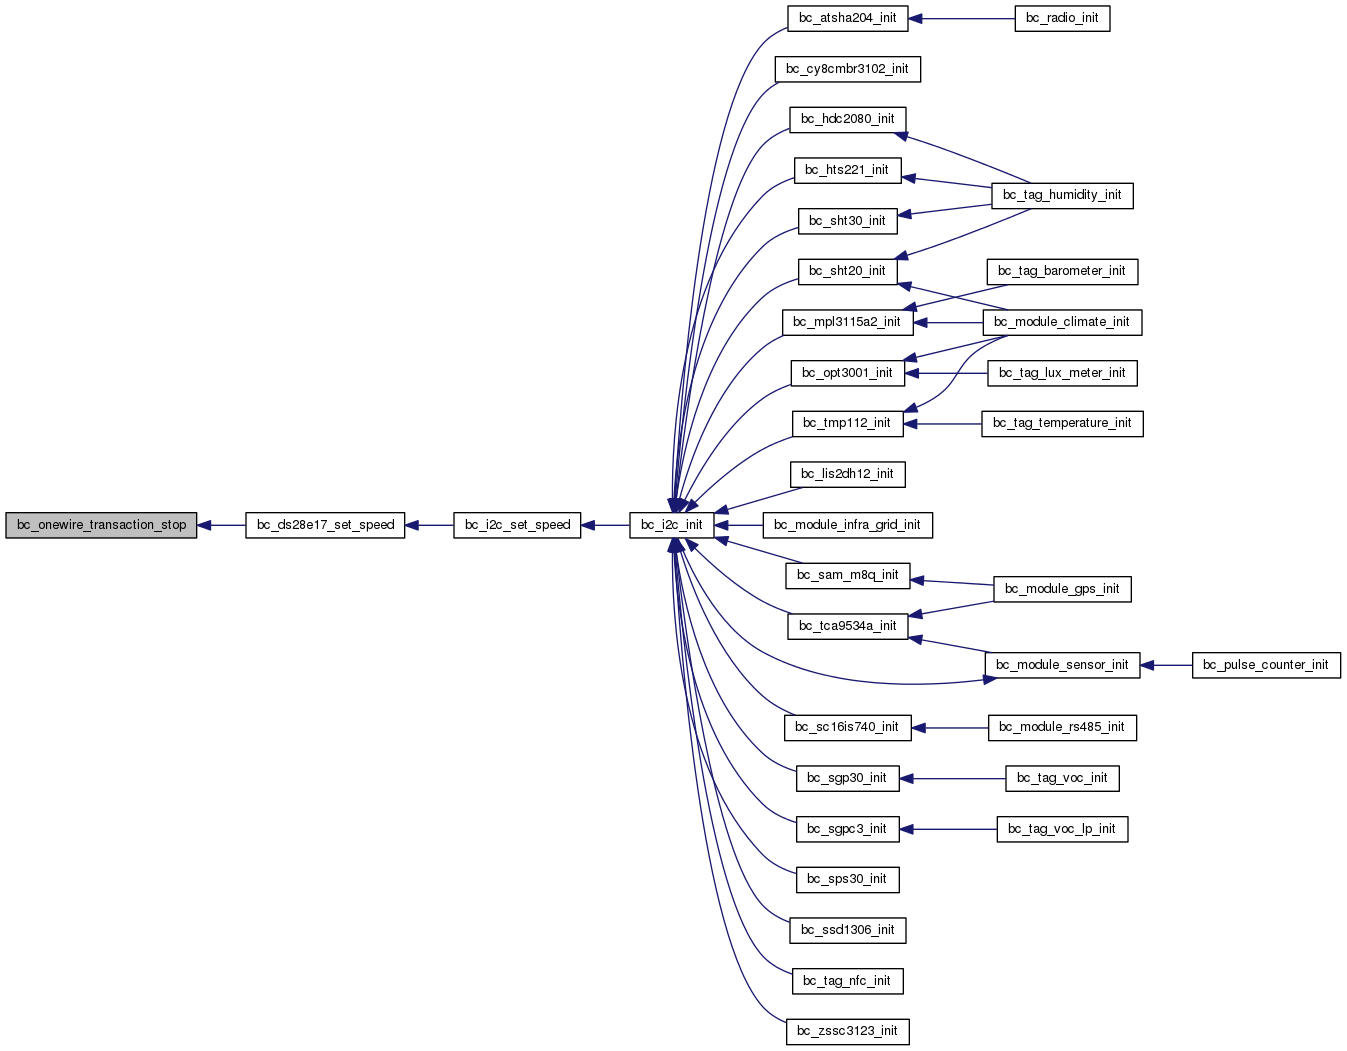 bc_atsha204_init
bc_radio_init
bc_cy8cmbr3102_init
bc_hdc2080_init
bc_hts221_init
bc_tag_humidity_init
bc_sht30_init
bc_sht20_init
bc_tag_barometer_init
bc_mpl3115a2_init
bc_module_climate_init
bc_opt3001_init
bc_tag_lux_meter_init
bc_tmp112_init
bc_tag_temperature_init
bc_lis2dh12_init
bc_onewire_transaction_stop
bc_ds28e17_set_speed
bc_i2c_set_speed
bc_i2c_init
bc_module_infra_grid_init
bc_sam_m8q_init
bc_module_gps_init
bc_tca9534a_init
bc_module_sensor_init
bc_pulse_counter_init
bc_sc16is740_init
bc_module_rs485_init
bc_sgp30_init
bc_tag_voc_init
bc_sgpc3_init
bc_tag_voc_lp_init
bc_sps30_init
bc_ssd1306_init
bc_tag_nfc_init
bc_zssc3123_init